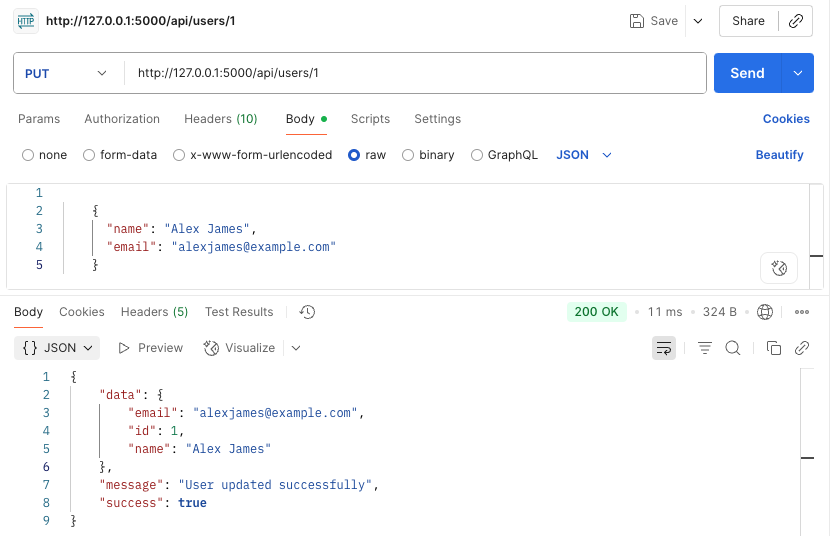 HTTP http://127.0.0.1:5000/api/users/1 Save Share
PUT http://127.0.0.1:5000/api/users/1 Send
Params Authorization Headers (10) Body Scripts Settings Cookies
none form-data x-www-form-urlencoded raw binary GraphQL JSON Beautify
1
2 {
3 "name": "Alex James",
4 "email": "alexjames@example.com"
5 }
Body Cookies Headers (5) Test Results 200 OK • 11 ms • 324 B •
{} JSON Preview Visualize
1 {
2 "data": {
3 "email": "alexjames@example.com",
4 "id": 1,
5 "name": "Alex James"
6 },
7 "message": "User updated successfully",
8 "success": true
9 }